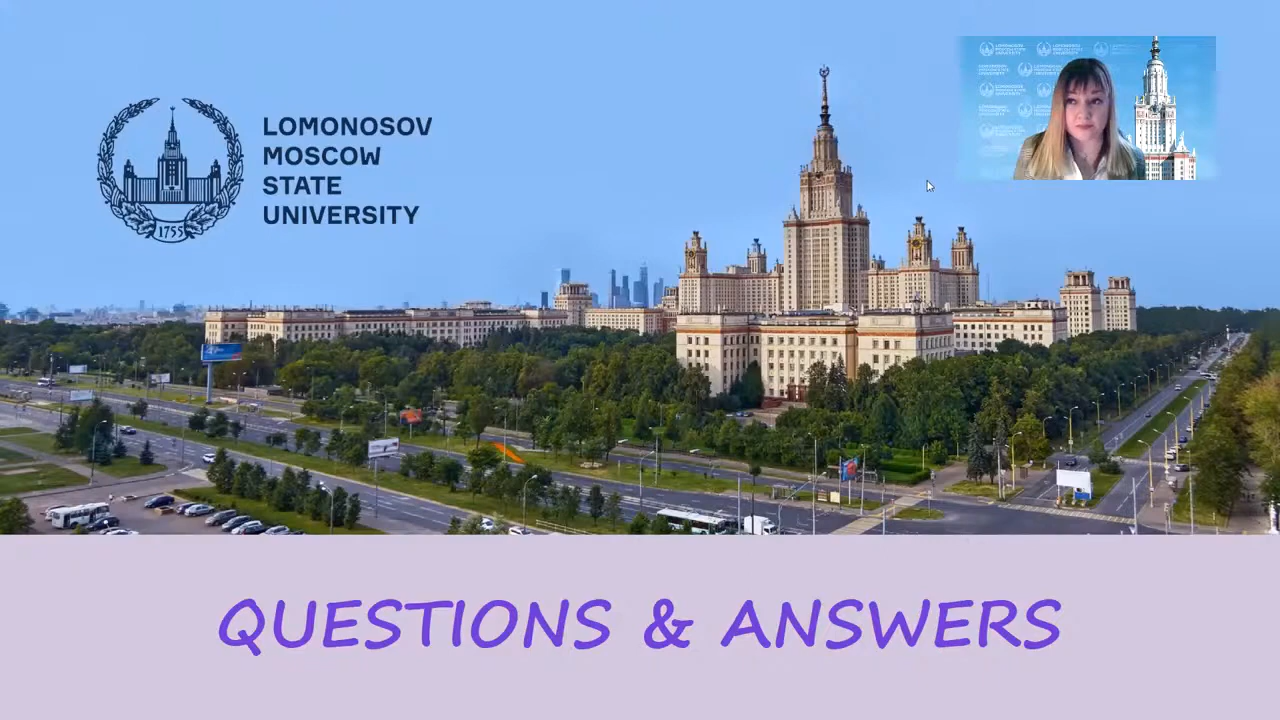 LOMONOSOV
MOSCOW
STATE
UNIVERSITY
1755
QUESTIONS & ANSWERS